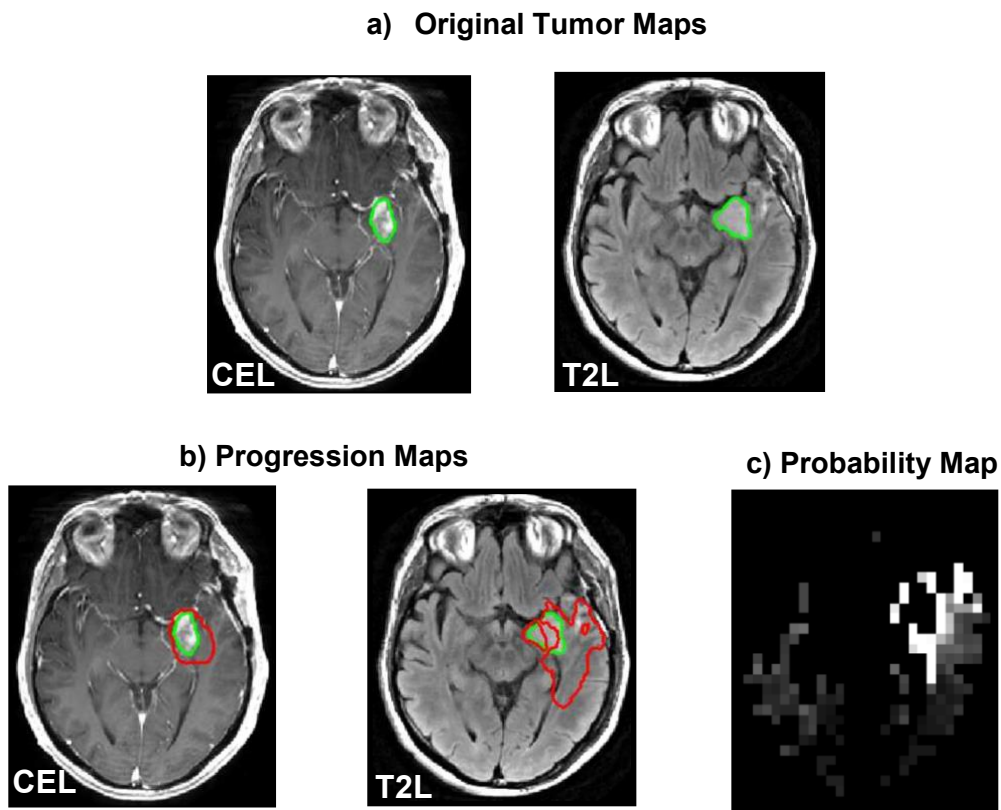 a) Original Tumor Maps
CEL T2L
b) Progression Maps
c) Probability Map
CEL T2L